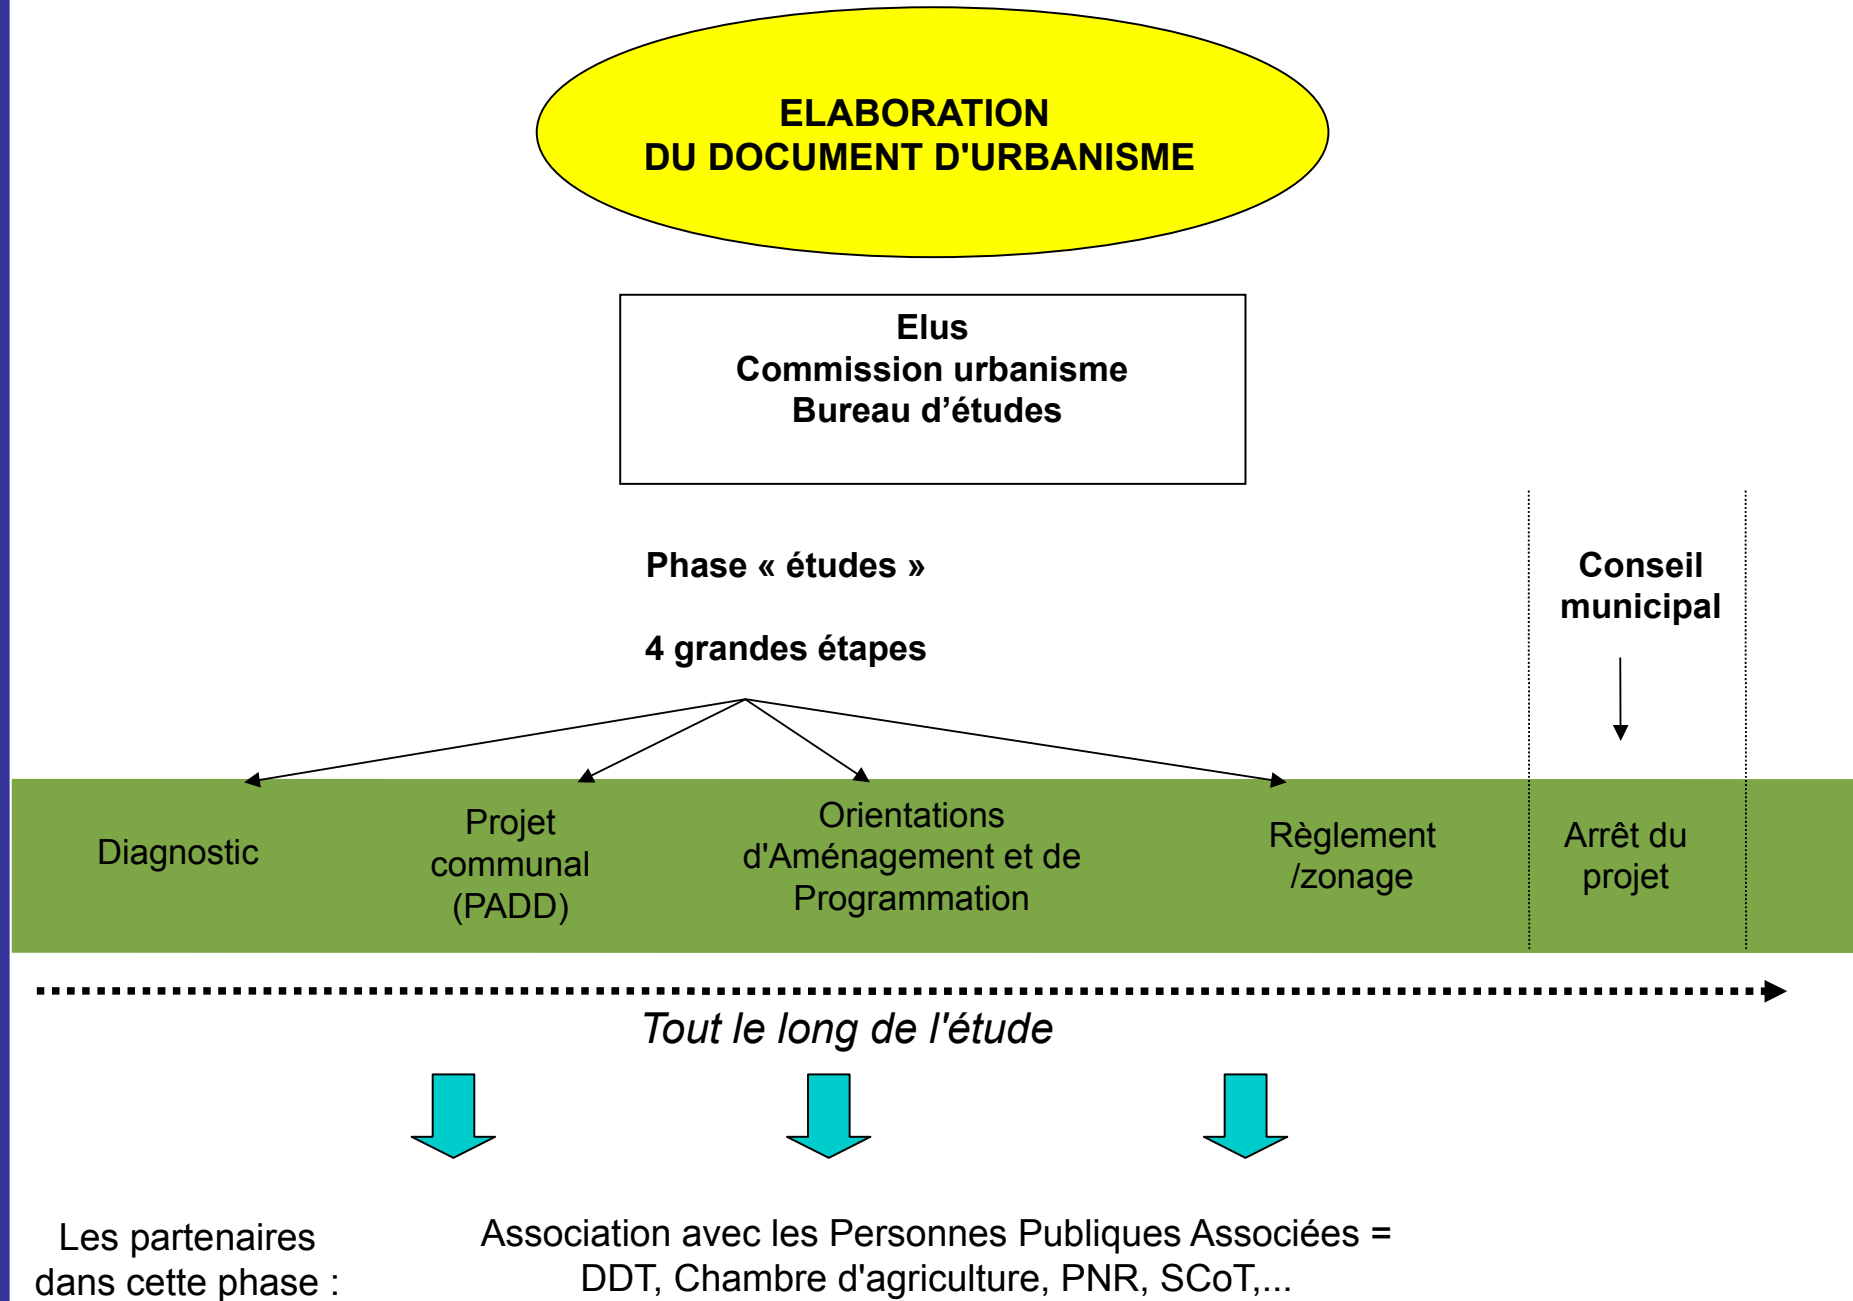 ELABORATION
DU DOCUMENT D'URBANISME
Elus
Commission urbanisme
Bureau d’études
Phase « études »
4 grandes étapes
Conseil
municipal
Diagnostic
Projet
communal
(PADD)
Orientations
d'Aménagement et de
Programmation
Règlement
/zonage
Arrêt du
projet
Tout le long de l'étude
Les partenaires
dans cette phase :
Association avec les Personnes Publiques Associées =
DDT, Chambre d'agriculture, PNR, SCoT,...